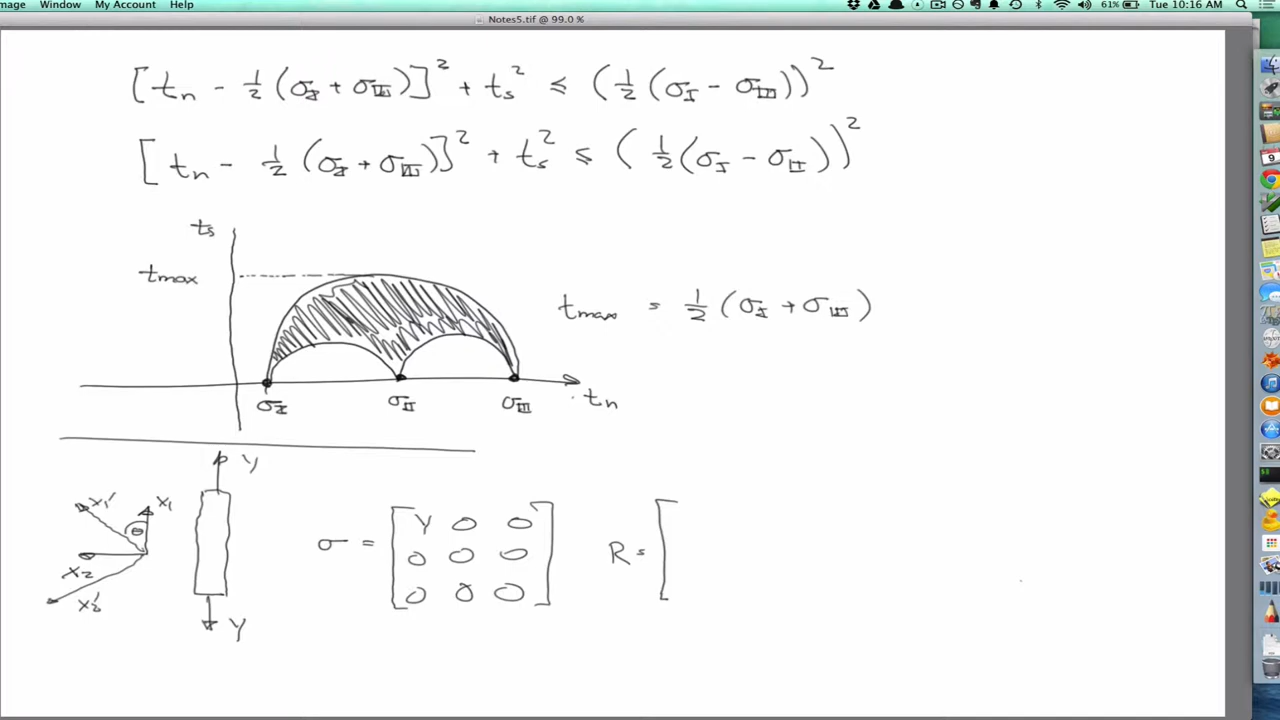 mage Window My Account Help 61% Tue 10:16 AM
Notes5.tif @ 99.0 %
[tn - 1/2 (σI + σIII)]² + ts² ≤ (1/2 (σI - σIII))²
[tn - 1/2 (σI + σIII)]² + ts² ≤ (1/2 (σI - σII))²
ts
tmax
tmax = 1/2 (σI + σIII)
σI σII σIII tn
Y
x1' θ x1
x2
x2'
σ = [Y 0 0
0 0 0
0 0 0]
R = [
Y